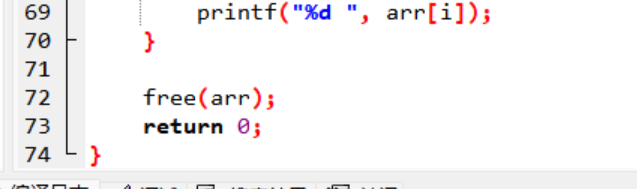 69 printf("%d ", arr[i]);
70 }
71
72 free(arr);
73 return 0;
74 }